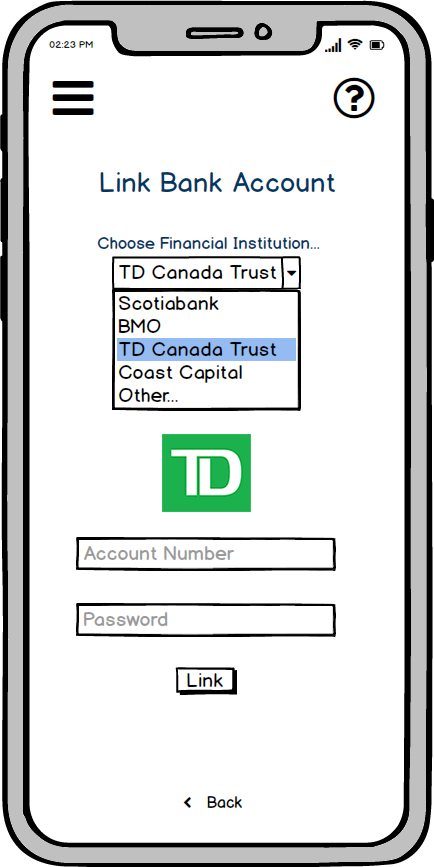 02:23 PM
?
Link Bank Account
Choose Financial Institution...
TD Canada Trust
Scotiabank
BMO
TD Canada Trust
Coast Capital
Other...
TD
Account Number
Password
Link
Back